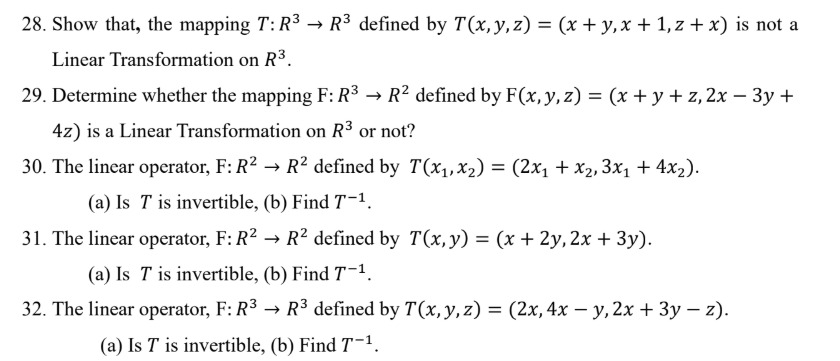 28. Show that, the mapping T: R³ → R³ defined by T(x, y, z) = (x + y, x + 1, z + x) is not a
Linear Transformation on R³.
29. Determine whether the mapping F: R³ → R² defined by F(x, y, z) = (x + y + z, 2x − 3y +
4z) is a Linear Transformation on R³ or not?
30. The linear operator, F: R² → R² defined by T(x₁, x₂) = (2x₁ + x₂, 3x₁ + 4x₂).
(a) Is T is invertible, (b) Find T⁻¹.
31. The linear operator, F: R² → R² defined by T(x, y) = (x + 2y, 2x + 3y).
(a) Is T is invertible, (b) Find T⁻¹.
32. The linear operator, F: R³ → R³ defined by T(x, y, z) = (2x, 4x − y, 2x + 3y − z).
(a) Is T is invertible, (b) Find T⁻¹.